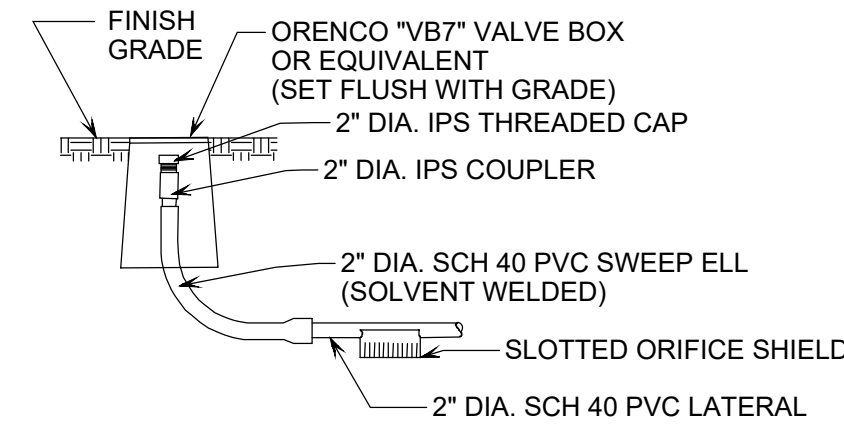 FINISH
GRADE
ORENCO "VB7" VALVE BOX
OR EQUIVALENT
(SET FLUSH WITH GRADE)
2" DIA. IPS THREADED CAP
2" DIA. IPS COUPLER
2" DIA. SCH 40 PVC SWEEP ELL
(SOLVENT WELDED)
SLOTTED ORIFICE SHIELD
2" DIA. SCH 40 PVC LATERAL